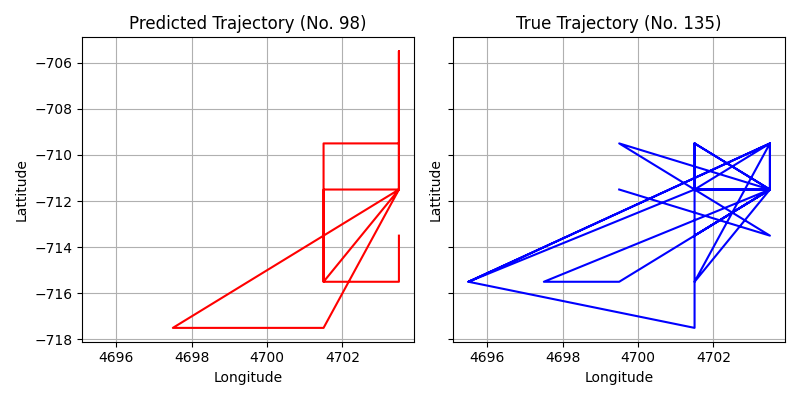 Predicted Trajectory (No. 98)
True Trajectory (No. 135)
Lattitude
−706
−708
−710
−712
−714
−716
−718
4696
4698
4700
4702
Longitude
Lattitude
4696
4698
4700
4702
Longitude